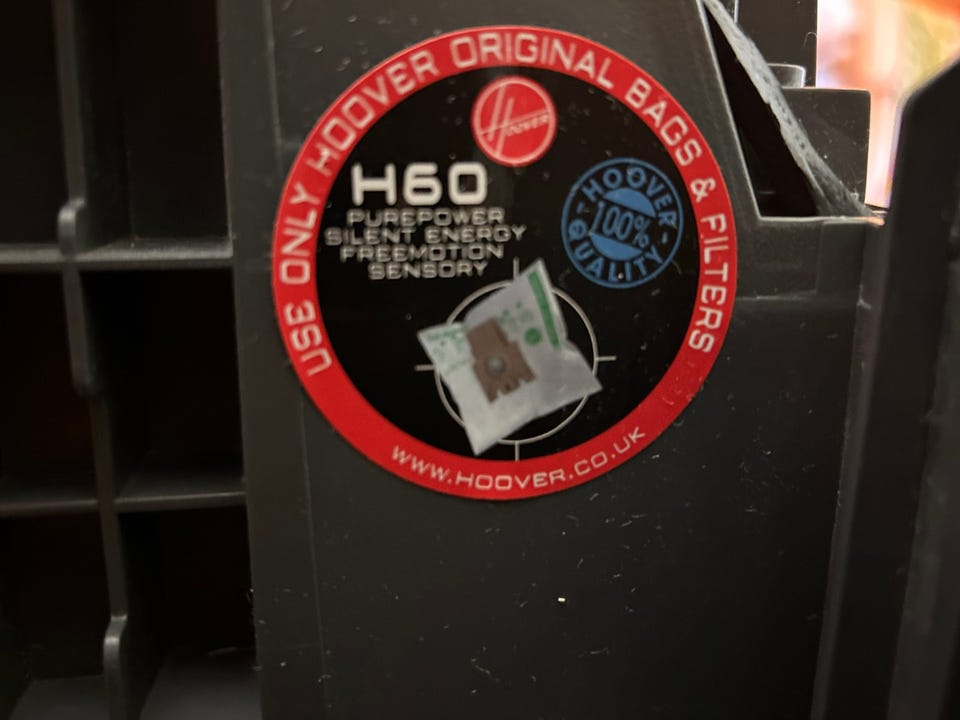 USE ONLY HOOVER ORIGINAL BAGS & FILTERS
HOOVER
H60
PUREPOWER
SILENT ENERGY
FREEMOTION
SENSORY
HOOVER
100%
QUALITY
WWW.HOOVER.CO.UK